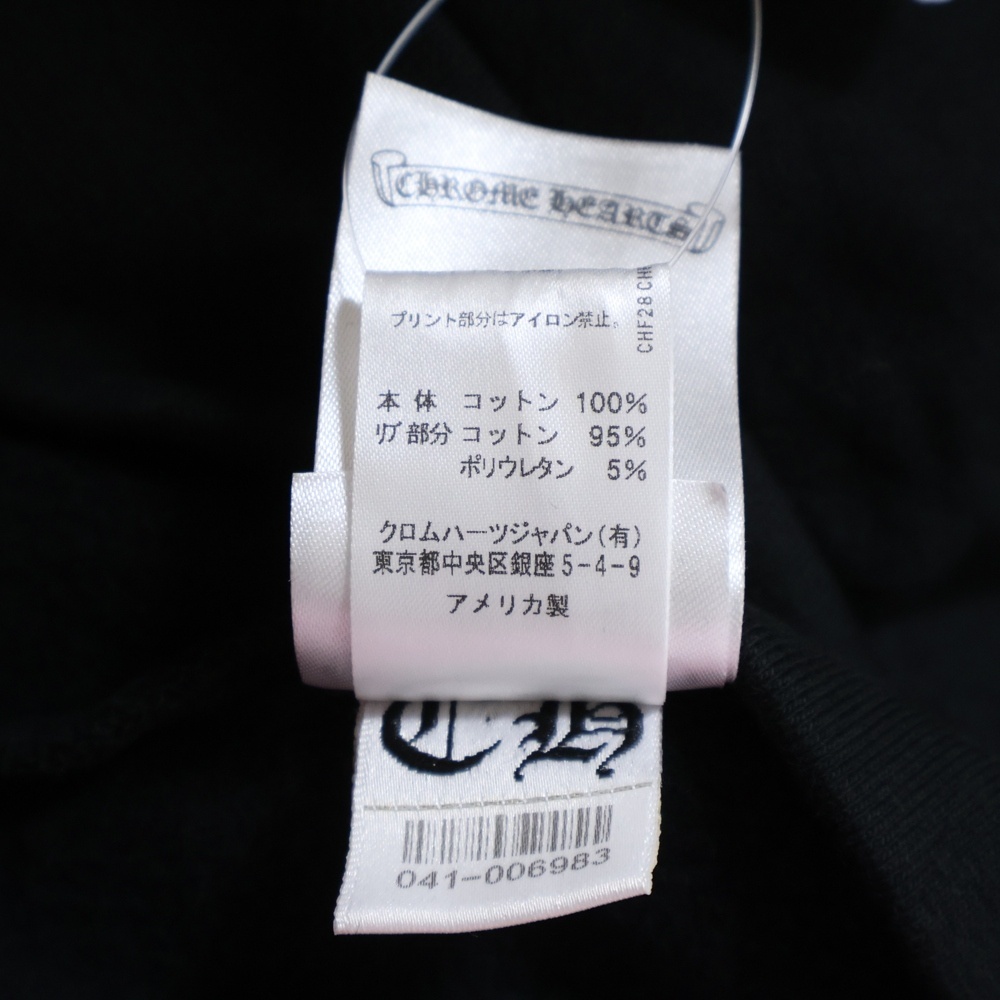 CHROME HEARTS
CHF28 CH
プリント部分はアイロン禁止。
本体 コットン 100%
リブ部分 コットン 95%
ポリウレタン 5%
クロムハーツジャパン(有)
東京都中央区銀座5-4-9
アメリカ製
CH
041-006983